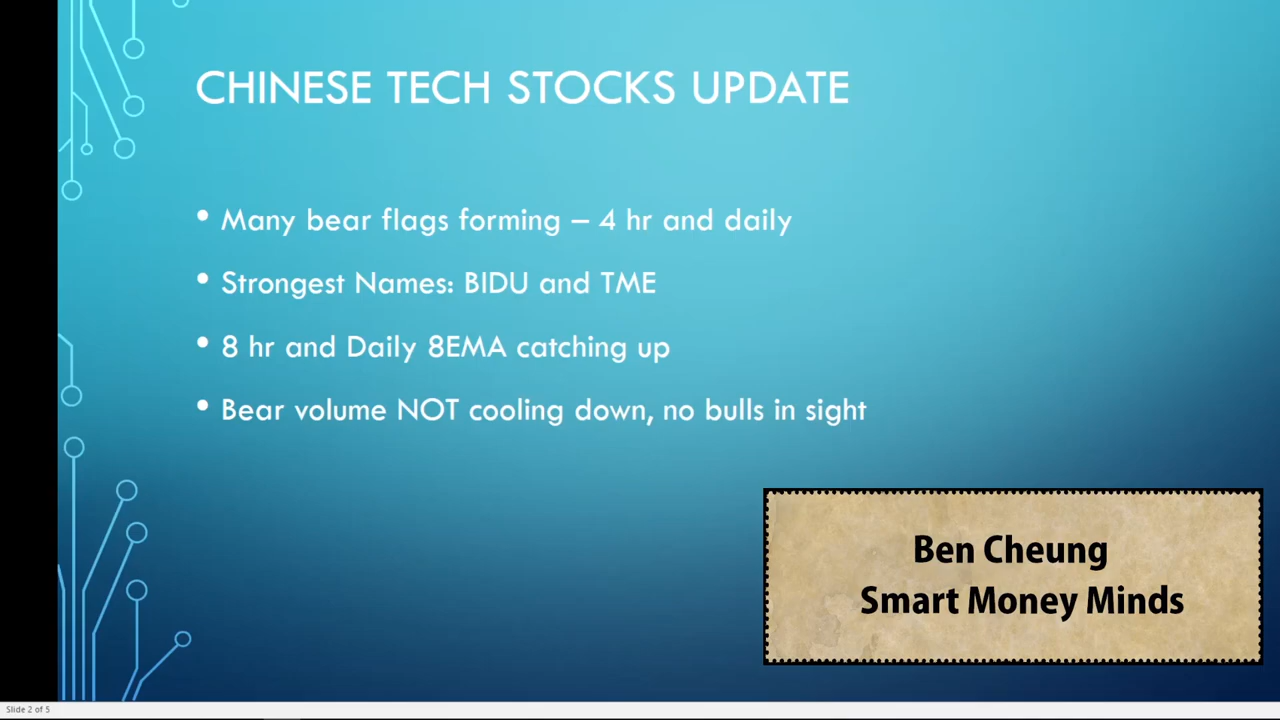 CHINESE TECH STOCKS UPDATE
• Many bear flags forming – 4 hr and daily
• Strongest Names: BIDU and TME
• 8 hr and Daily 8EMA catching up
• Bear volume NOT cooling down, no bulls in sight
Ben Cheung
Smart Money Minds
Slide 2 of 5